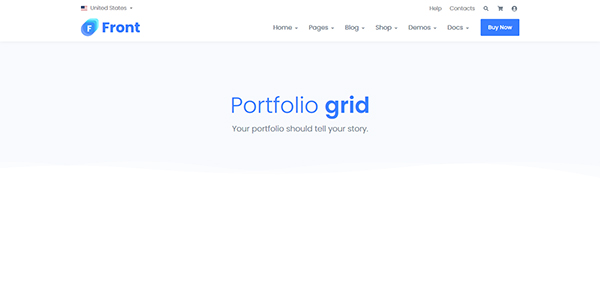 United States
Help Contacts
Front
Home Pages Blog Shop Demos Docs Buy Now
Portfolio grid
Your portfolio should tell your story.